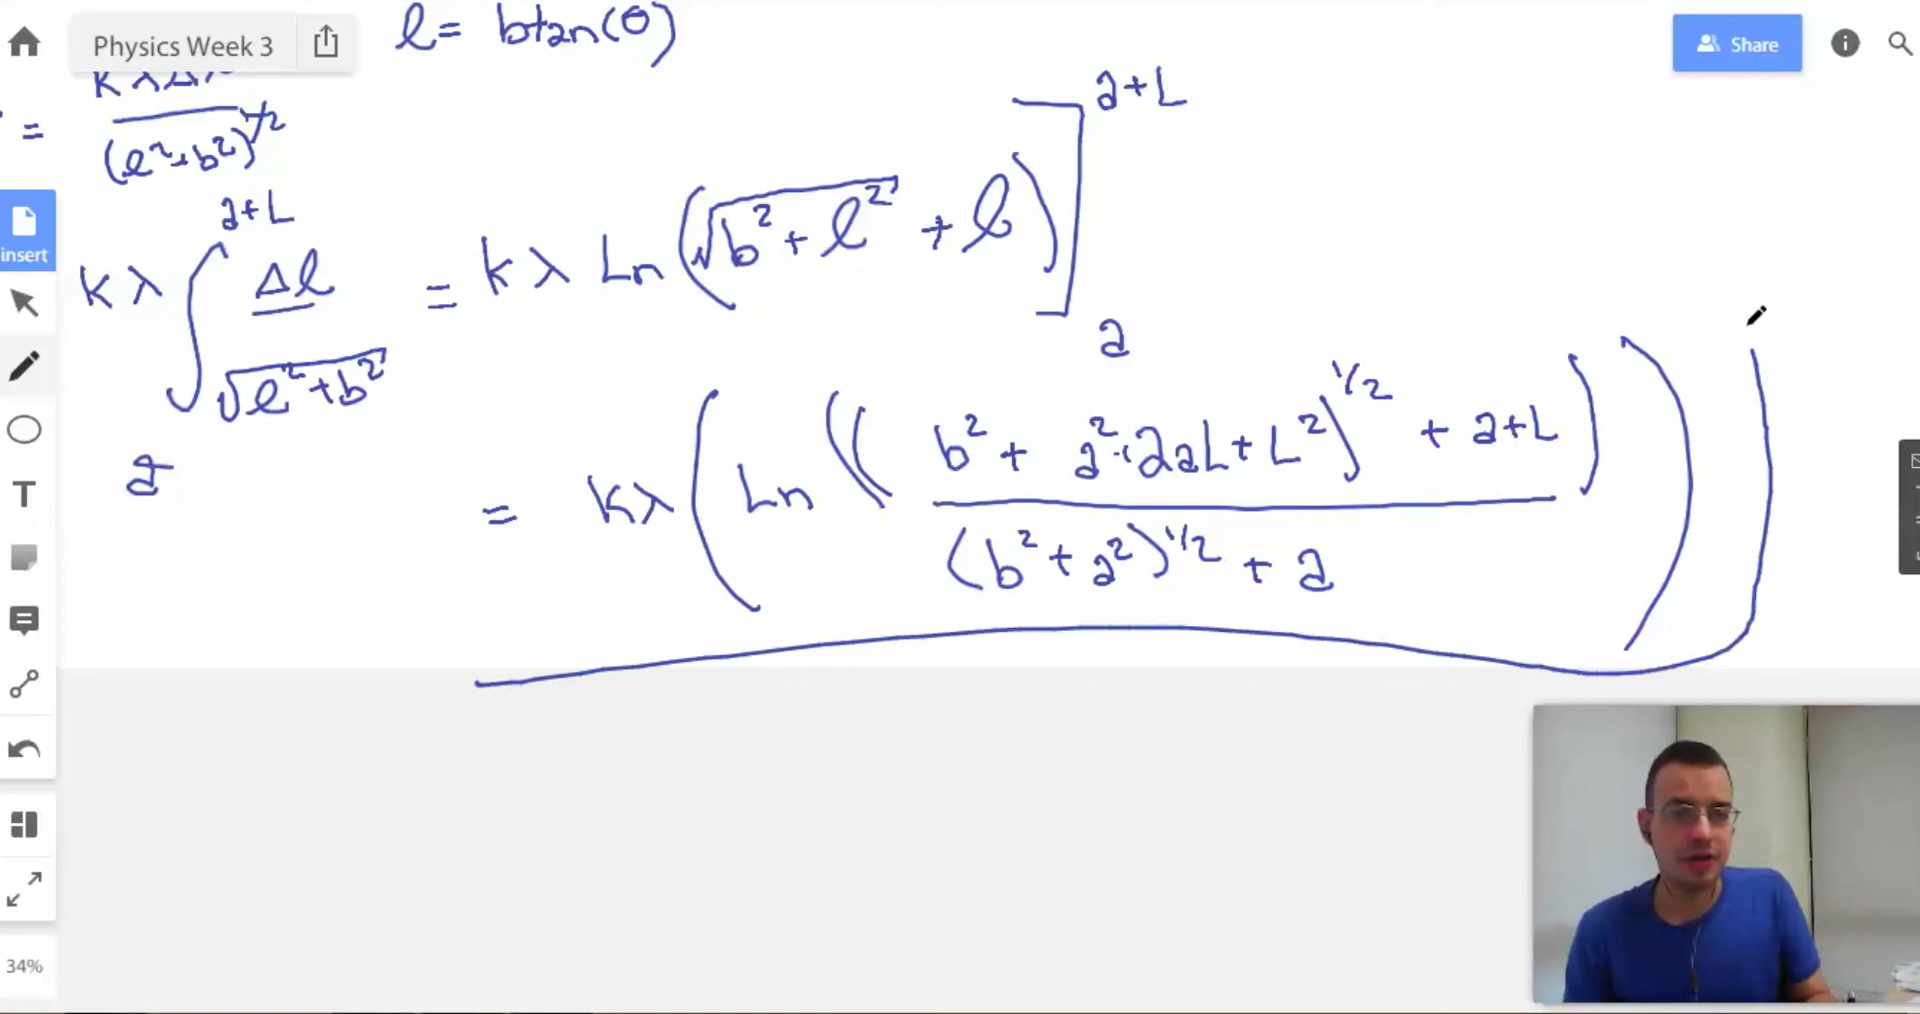 Physics Week 3
l = btan(θ)
Share
= KλΔλ / (l²+b²)^1/2
insert
Kλ ∫ₐ^(a+L) Δl / √(l²+b²) = Kλ Ln(√(b²+l²) + l) ]ₐ^(a+L)
T
= Kλ(Ln(((b²+ a²+2aL+L²)^1/2 + a+L) / (b²+a²)^1/2 + a))
34%